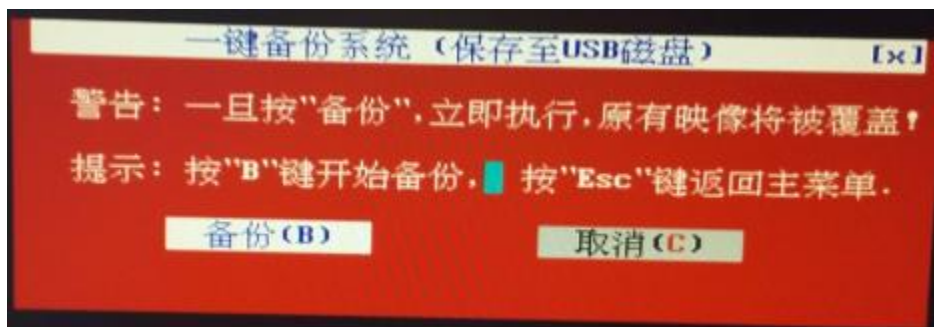 一键备份系统（保存至USB磁盘） [×]
警告：一旦按"备份",立即执行,原有映像将被覆盖!
提示：按"B"键开始备份, 按"Esc"键返回主菜单.
备份(B) 取消(C)